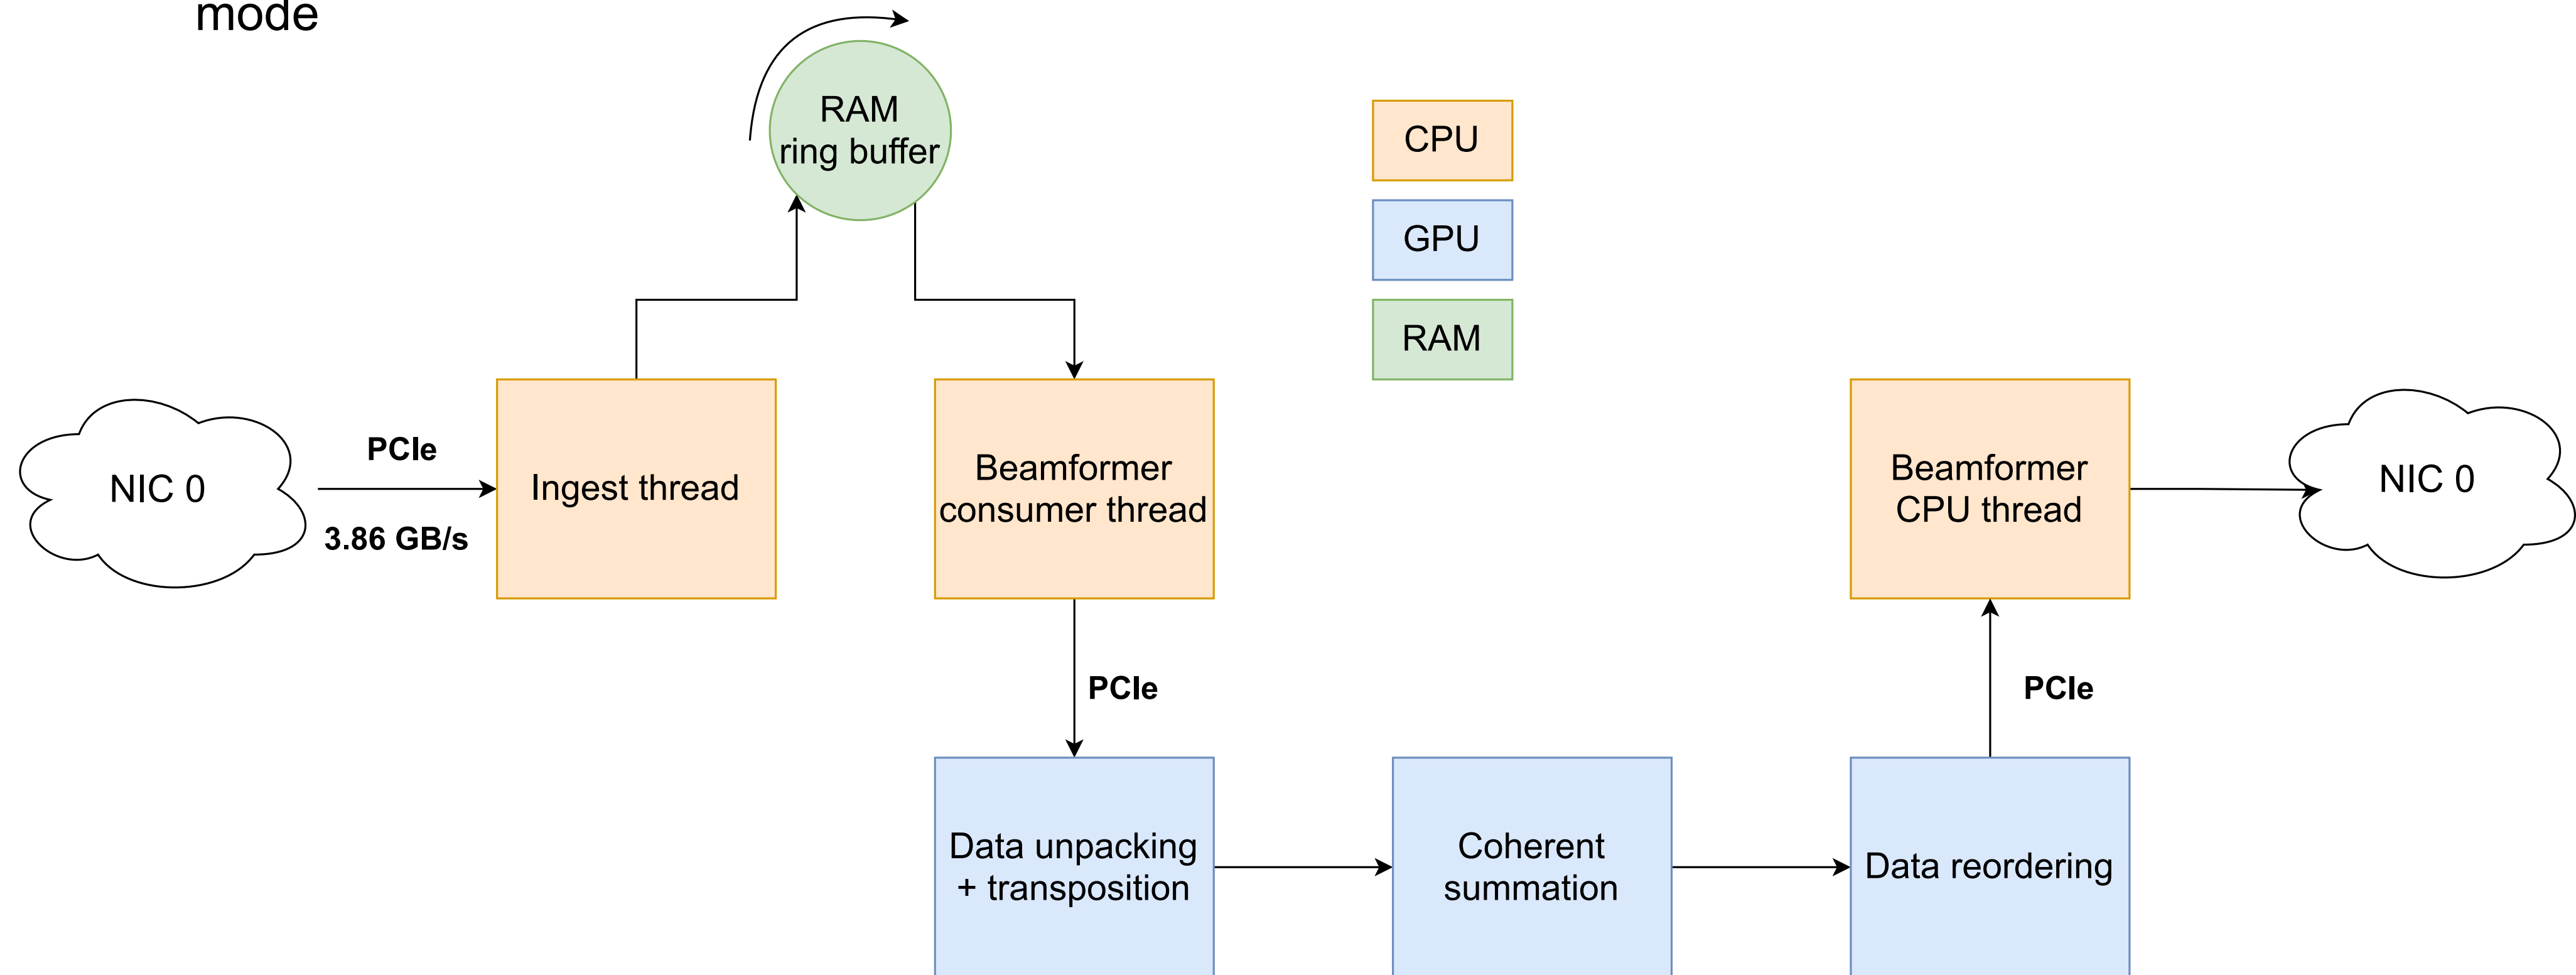 mode
RAM
ring buffer
CPU
GPU
RAM
NIC 0
PCIe
3.86 GB/s
Ingest thread
Beamformer
consumer thread
Beamformer
CPU thread
NIC 0
PCIe
PCIe
Data unpacking
+ transposition
Coherent
summation
Data reordering